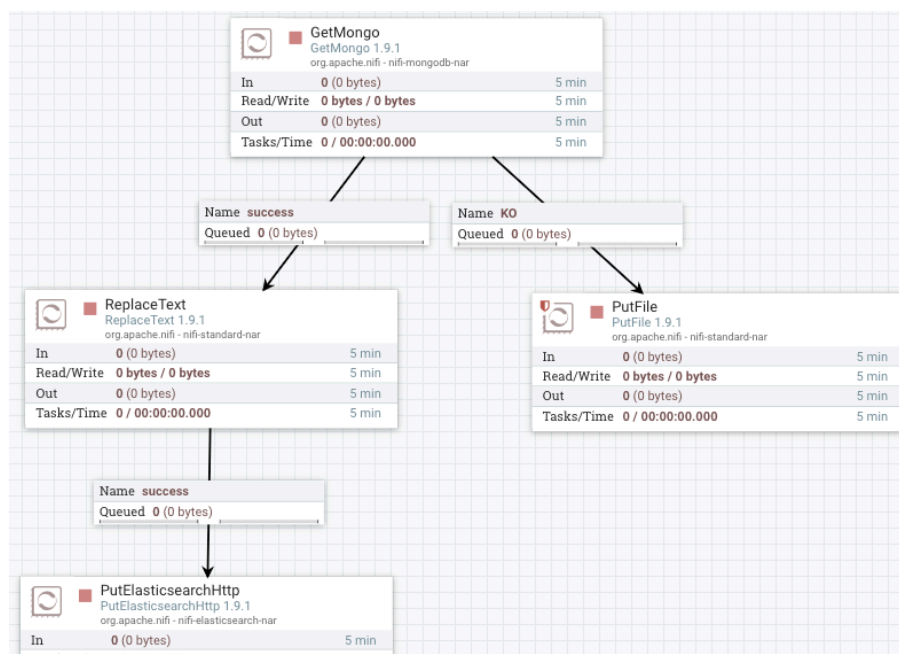 GetMongo
GetMongo 1.9.1
org.apache.nifi - nifi-mongodb-nar
In 0 (0 bytes) 5 min
Read/Write 0 bytes / 0 bytes 5 min
Out 0 (0 bytes) 5 min
Tasks/Time 0 / 00:00:00.000 5 min
Name success
Queued 0 (0 bytes)
Name KO
Queued 0 (0 bytes)
ReplaceText
ReplaceText 1.9.1
org.apache.nifi - nifi-standard-nar
In 0 (0 bytes) 5 min
Read/Write 0 bytes / 0 bytes 5 min
Out 0 (0 bytes) 5 min
Tasks/Time 0 / 00:00:00.000 5 min
PutFile
PutFile 1.9.1
org.apache.nifi - nifi-standard-nar
In 0 (0 bytes) 5 min
Read/Write 0 bytes / 0 bytes 5 min
Out 0 (0 bytes) 5 min
Tasks/Time 0 / 00:00:00.000 5 min
Name success
Queued 0 (0 bytes)
PutElasticsearchHttp
PutElasticsearchHttp 1.9.1
org.apache.nifi - nifi-elasticsearch-nar
In 0 (0 bytes) 5 min